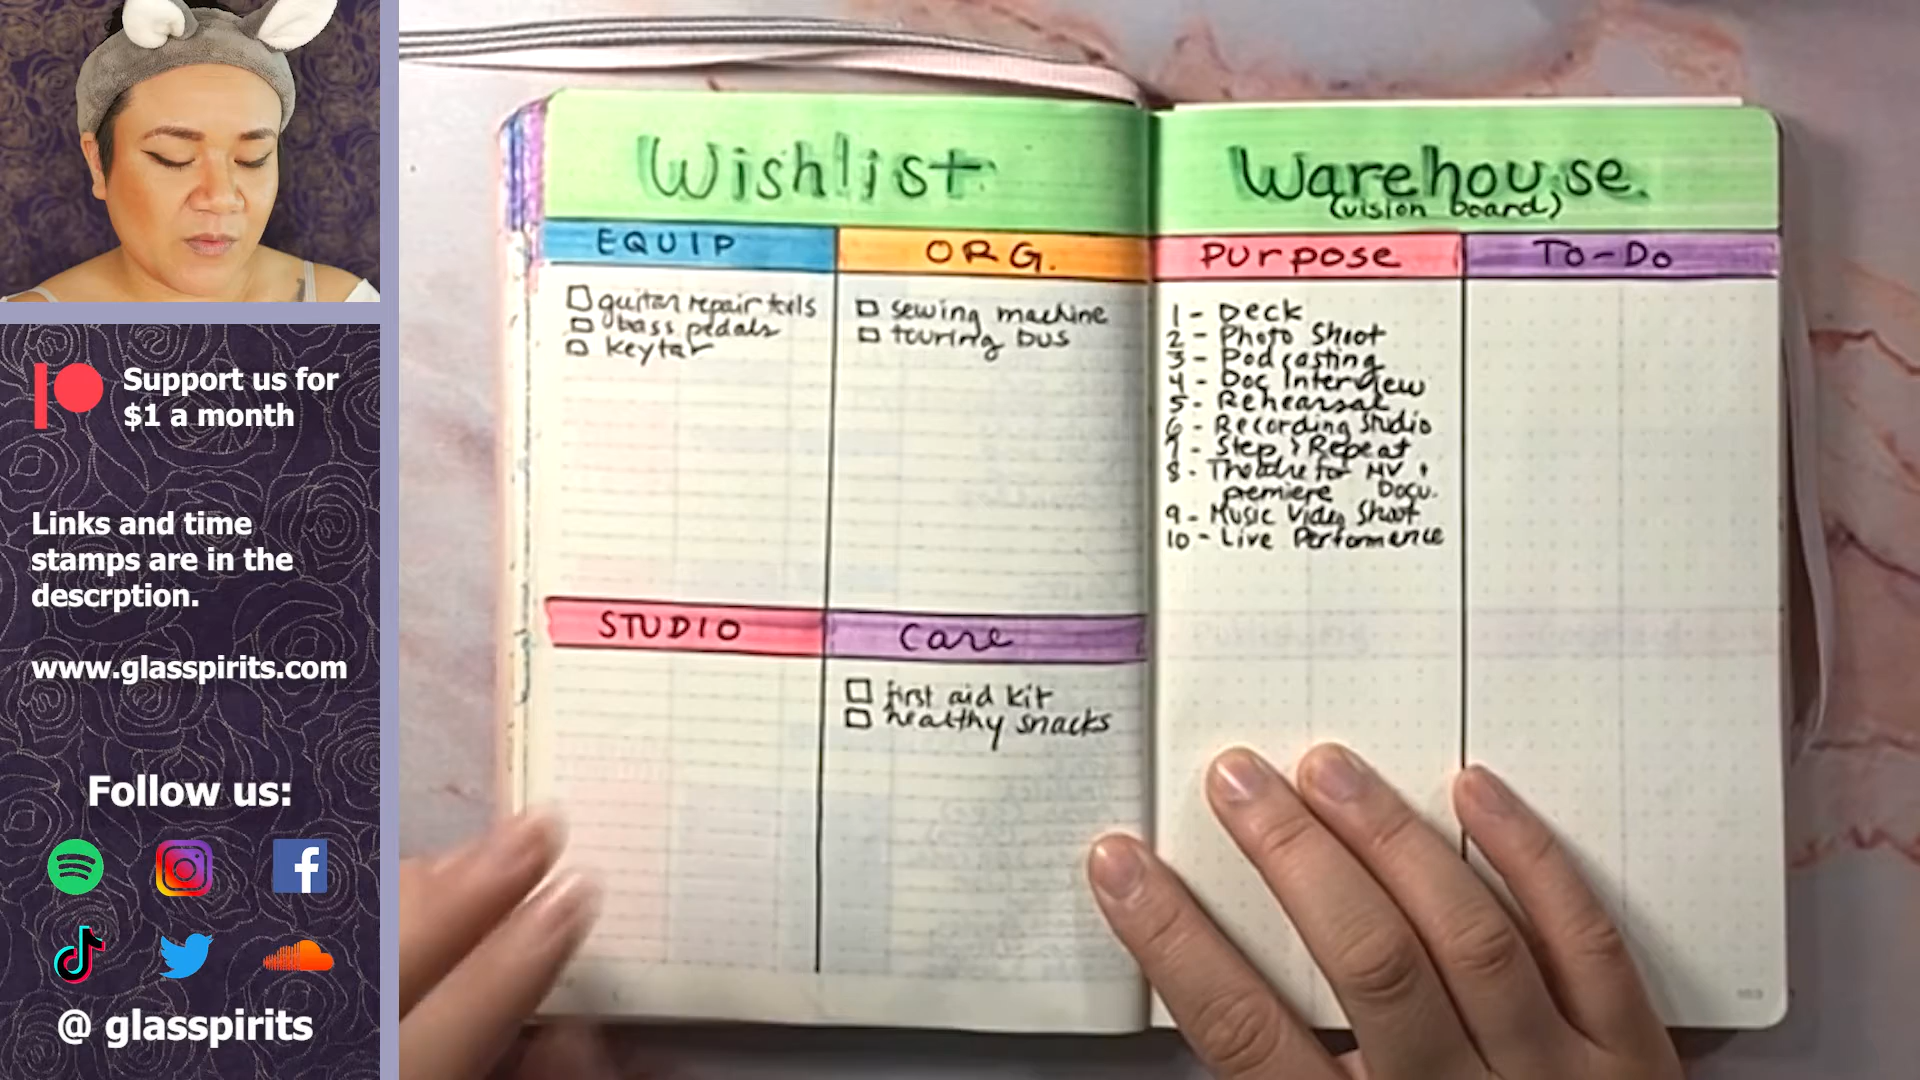 Support us for
$1 a month
Links and time
stamps are in the
descrption.
www.glasspirits.com
Follow us:
@ glasspirits
Wishlist
EQUIP
ORG.
guitar repair tools
bass pedals
keytar
sewing machine
touring bus
STUDIO
Care
first aid kit
healthy snacks
Warehouse.
(vision board)
Purpose
TO-DO
1 - Deck
2 - Photo Shoot
3 - Podcasting
4 - Doc Interview
5 - Rehearsal
6 - Recording Studio
7 - Step & Repeat
8 - Theatre for MV +
premiere Docu.
9 - Music Video Shoot
10 - Live Performence